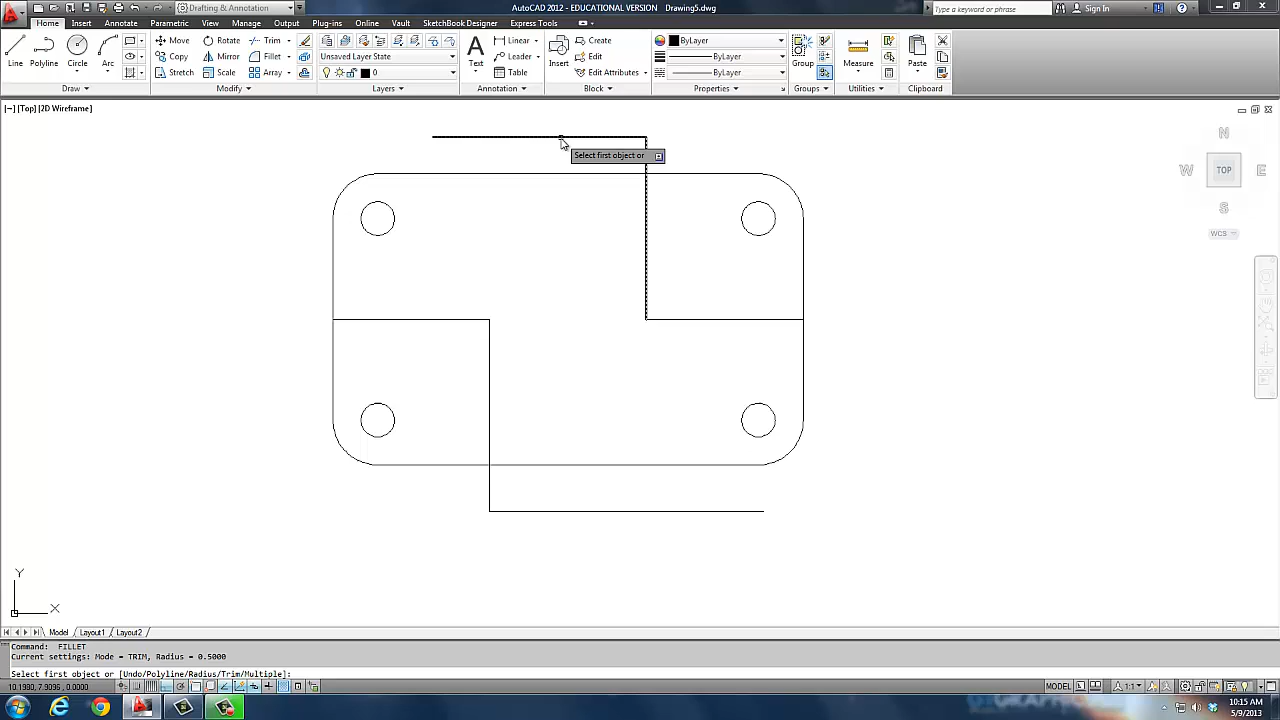 Drafting & Annotation
AutoCAD 2012 - EDUCATIONAL VERSION Drawing5.dwg
Type a keyword or phrase
Sign In
Home Insert Annotate Parametric View Manage Output Plug-ins Online Vault SketchBook Designer Express Tools
Line Polyline Circle Arc
Move Rotate Trim
Copy Mirror Fillet
Stretch Scale Array
Unsaved Layer State
0
Text
Linear
Leader
Table
Insert
Create
Edit
Edit Attributes
ByLayer
ByLayer
ByLayer
Group
Measure
Paste
Draw Modify Layers Annotation Block Properties Groups Utilities Clipboard
[–] [Top] [2D Wireframe]
Select first object or
N
W TOP E
S
WCS
Y
X
Model Layout1 Layout2
Command: FILLET
Current settings: Mode = TRIM, Radius = 0.5000
Select first object or [Undo/Polyline/Radius/Trim/Multiple]:
MODEL
1:1
10:15 AM
5/9/2013